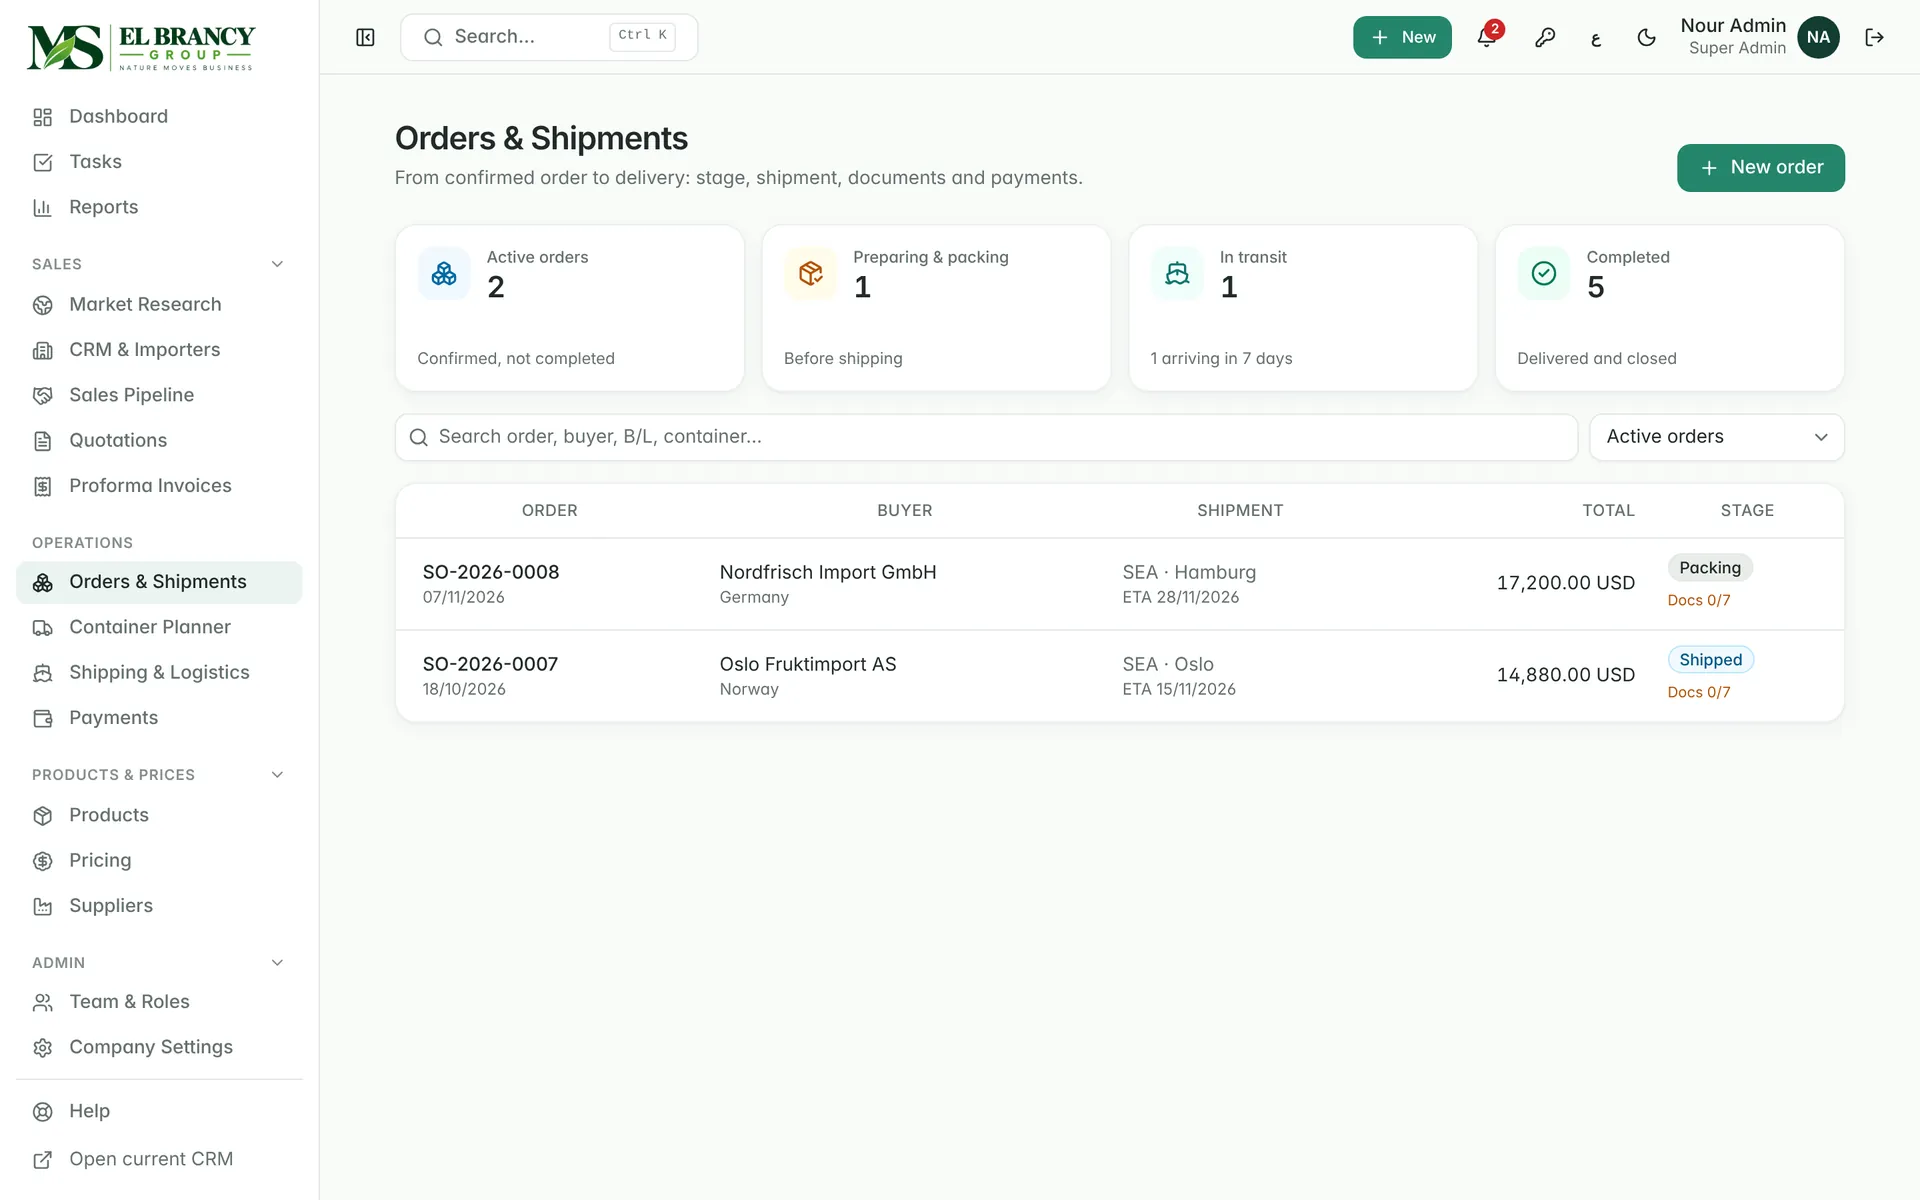 MS EL BRANCY
GROUP
NATURE MOVES BUSINESS
Dashboard
Tasks
Reports
SALES
Market Research
CRM & Importers
Sales Pipeline
Quotations
Proforma Invoices
OPERATIONS
Orders & Shipments
Container Planner
Shipping & Logistics
Payments
PRODUCTS & PRICES
Products
Pricing
Suppliers
ADMIN
Team & Roles
Company Settings
Help
Open current CRM
Search... Ctrl K
New
2
ع
Nour Admin
Super Admin
NA
Orders & Shipments
From confirmed order to delivery: stage, shipment, documents and payments.
New order
Active orders
2
Confirmed, not completed
Preparing & packing
1
Before shipping
In transit
1
1 arriving in 7 days
Completed
5
Delivered and closed
Search order, buyer, B/L, container...
Active orders
ORDER BUYER SHIPMENT TOTAL STAGE
SO-2026-0008 Nordfrisch Import GmbH SEA · Hamburg 17,200.00 USD Packing
07/11/2026 Germany ETA 28/11/2026 Docs 0/7
SO-2026-0007 Oslo Fruktimport AS SEA · Oslo 14,880.00 USD Shipped
18/10/2026 Norway ETA 15/11/2026 Docs 0/7